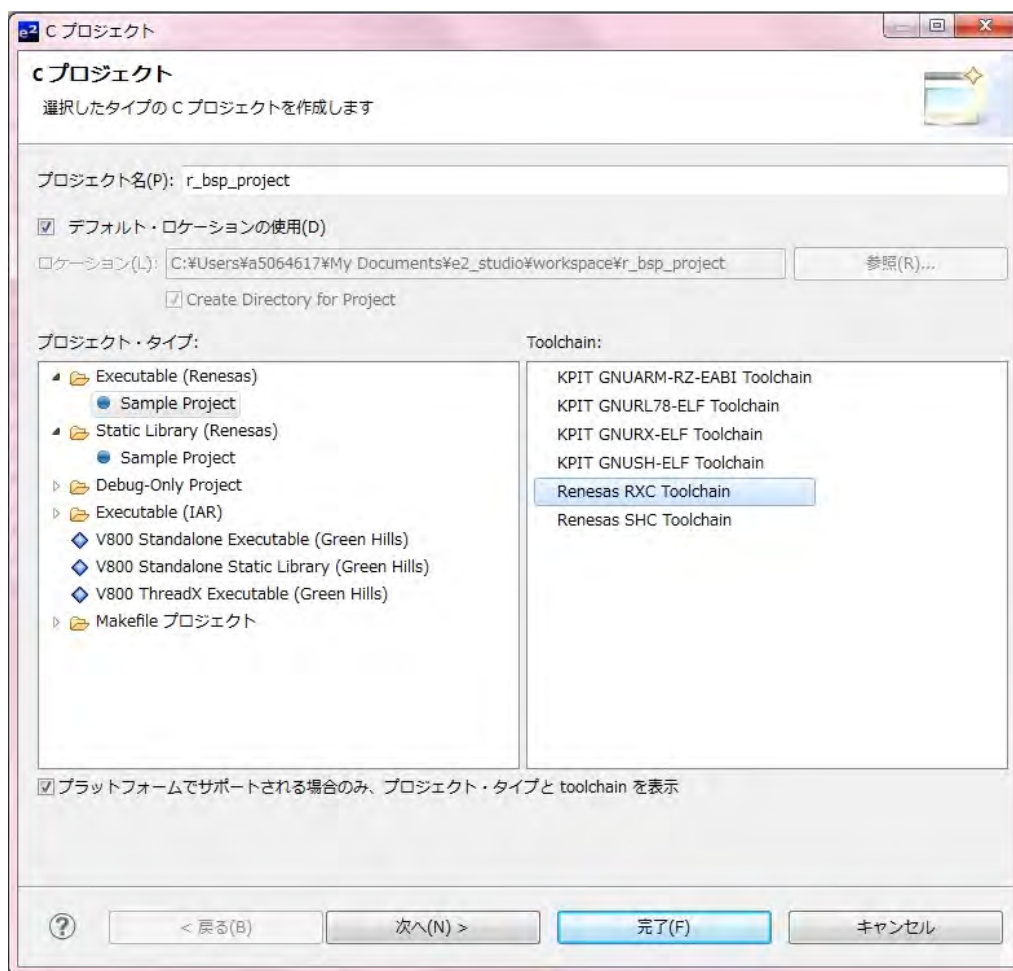 e2 C プロジェクト
C プロジェクト
選択したタイプの C プロジェクトを作成します
プロジェクト名(P): r_bsp_project
デフォルト・ロケーションの使用(D)
ロケーション(L): C:¥Users¥a5064617¥My Documents¥e2_studio¥workspace¥r_bsp_project 参照(R)...
Create Directory for Project
プロジェクト・タイプ:
Executable (Renesas)
Sample Project
Static Library (Renesas)
Sample Project
Debug-Only Project
Executable (IAR)
V800 Standalone Executable (Green Hills)
V800 Standalone Static Library (Green Hills)
V800 ThreadX Executable (Green Hills)
Makefile プロジェクト
Toolchain:
KPIT GNUARM-RZ-EABI Toolchain
KPIT GNURL78-ELF Toolchain
KPIT GNURX-ELF Toolchain
KPIT GNUSH-ELF Toolchain
Renesas RXC Toolchain
Renesas SHC Toolchain
プラットフォームでサポートされる場合のみ、プロジェクト・タイプと toolchain を表示
? < 戻る(B) 次へ(N) > 完了(F) キャンセル